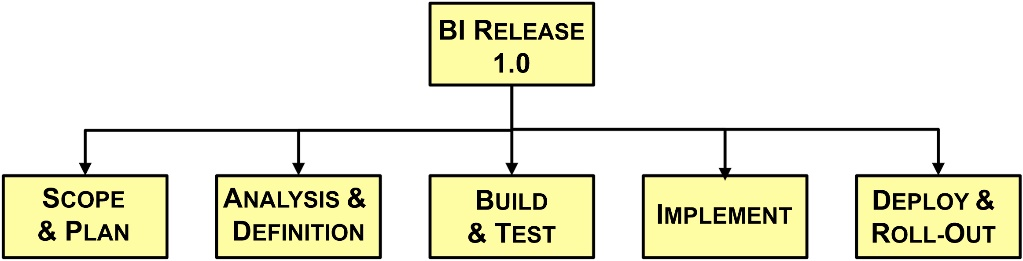 BI RELEASE
1.0
SCOPE
& PLAN
ANALYSIS &
DEFINITION
BUILD
& TEST
IMPLEMENT
DEPLOY &
ROLL-OUT